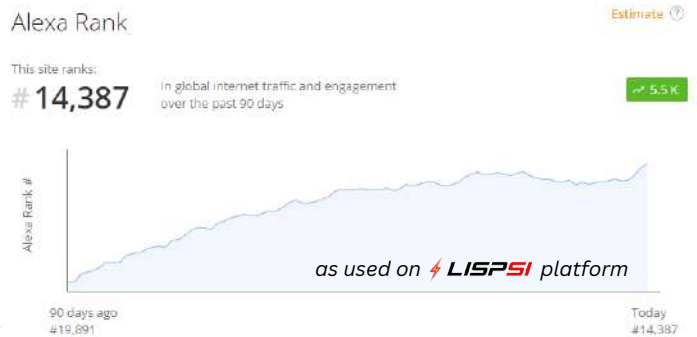 Alexa Rank
Estimate ?
This site ranks:
# 14,387
in global internet traffic and engagement
over the past 90 days
5.5 K
Alexa Rank #
as used on LISPSI platform
90 days ago
#19,891
Today
#14,387